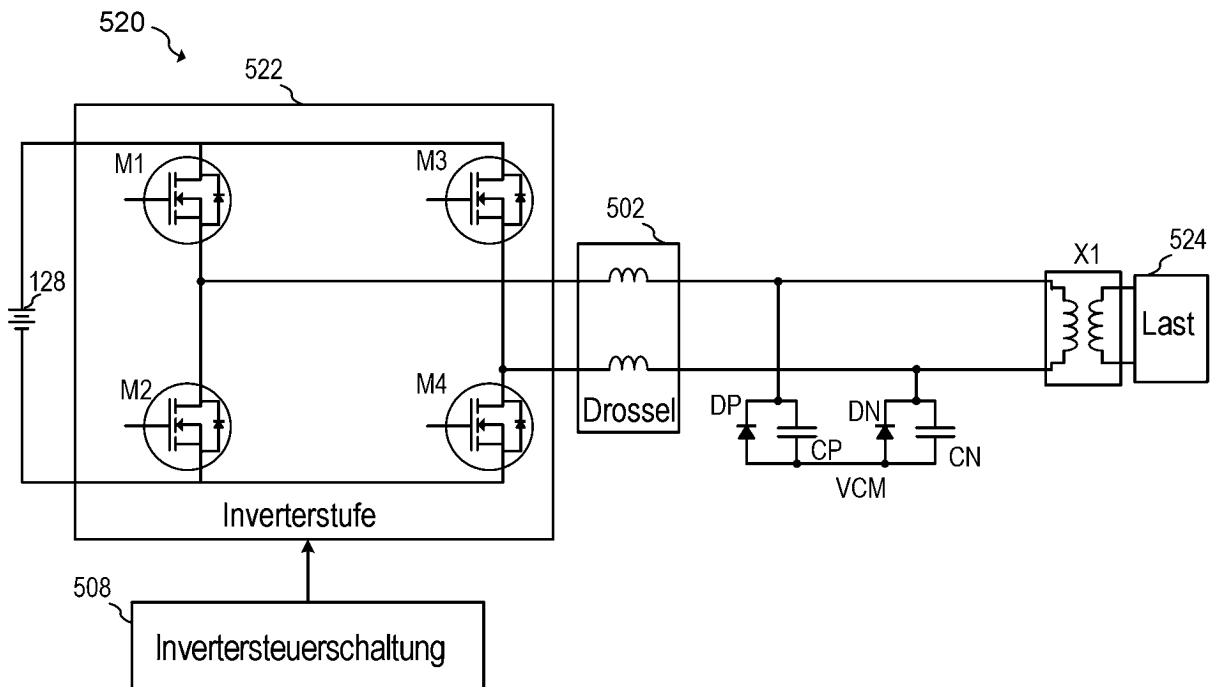 520
522
M1
M3
502
X1
524
128
Last
M2
M4
Drossel
DP
DN
CP
CN
VCM
Inverterstufe
508
Invertersteuerschaltung